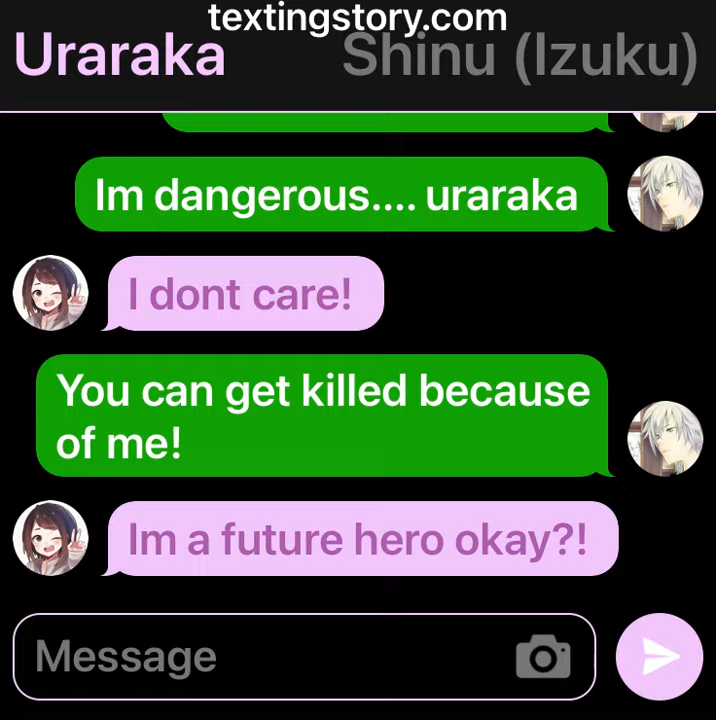 textingstory.com
Uraraka
Shinu (Izuku)
Im dangerous.... uraraka
I dont care!
You can get killed because
of me!
Im a future hero okay?!
Message